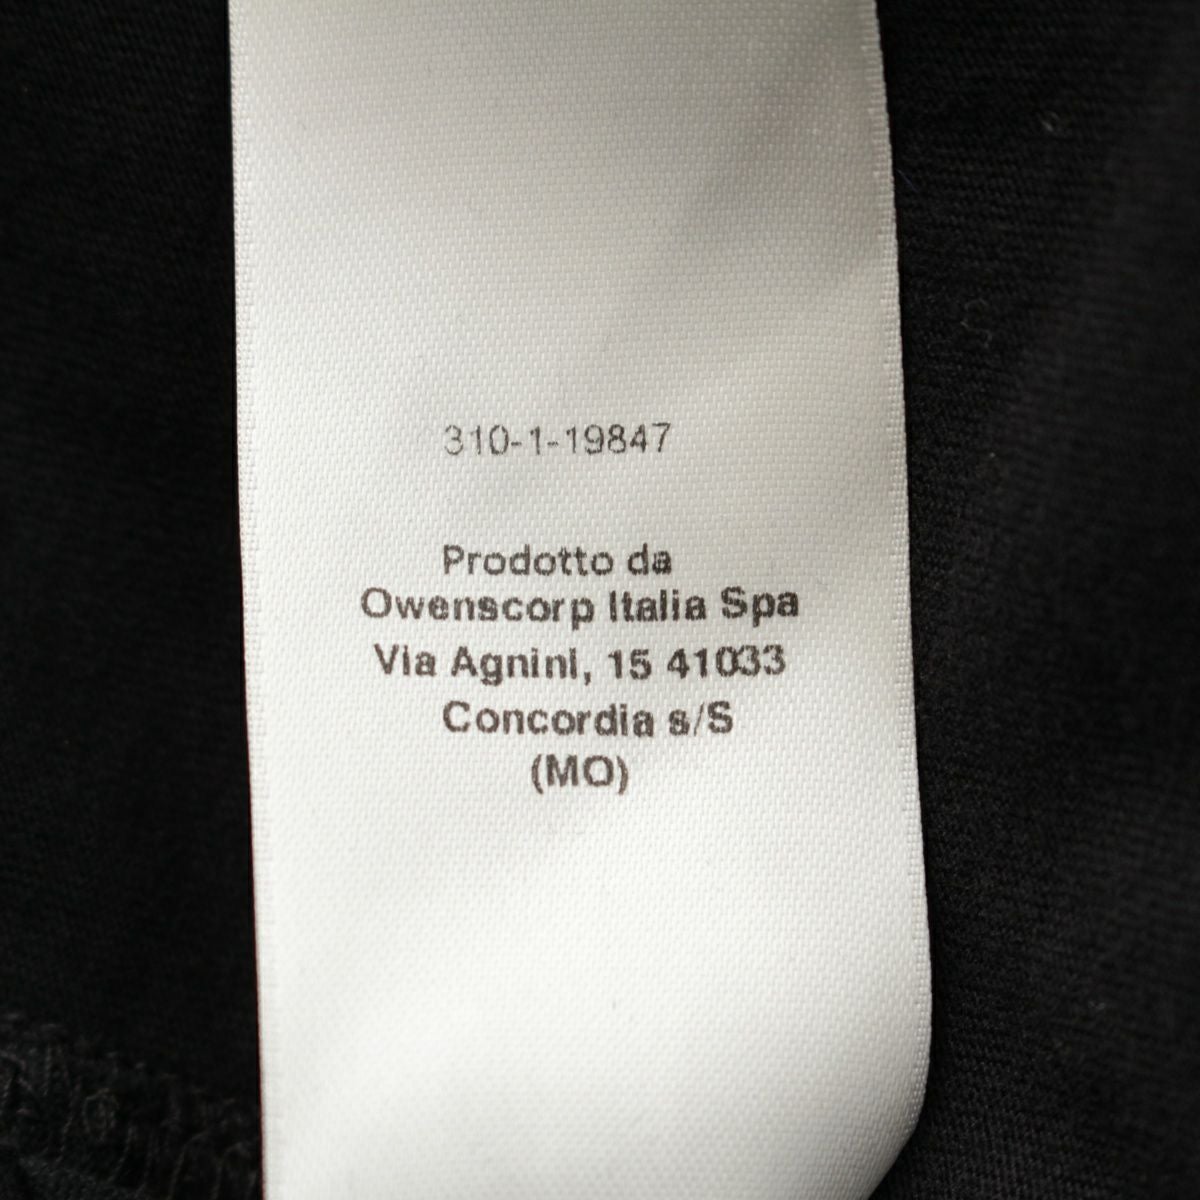 310-1-19847
Prodotto da
Owenscorp Italia Spa
Via Agnini, 15 41033
Concordia s/S
(MO)